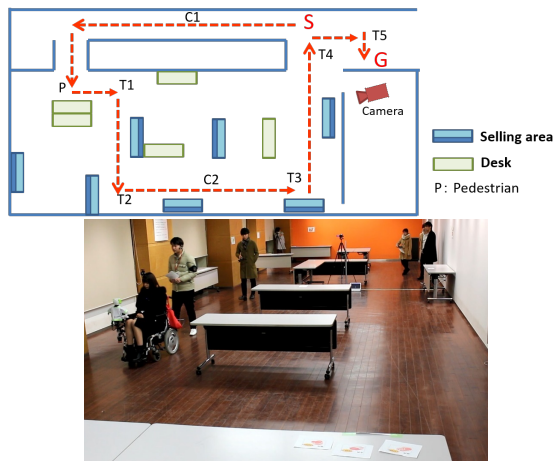 C1
S
T5
T4
G
P
T1
Camera
Selling area
Desk
P: Pedestrian
C2
T3
T2